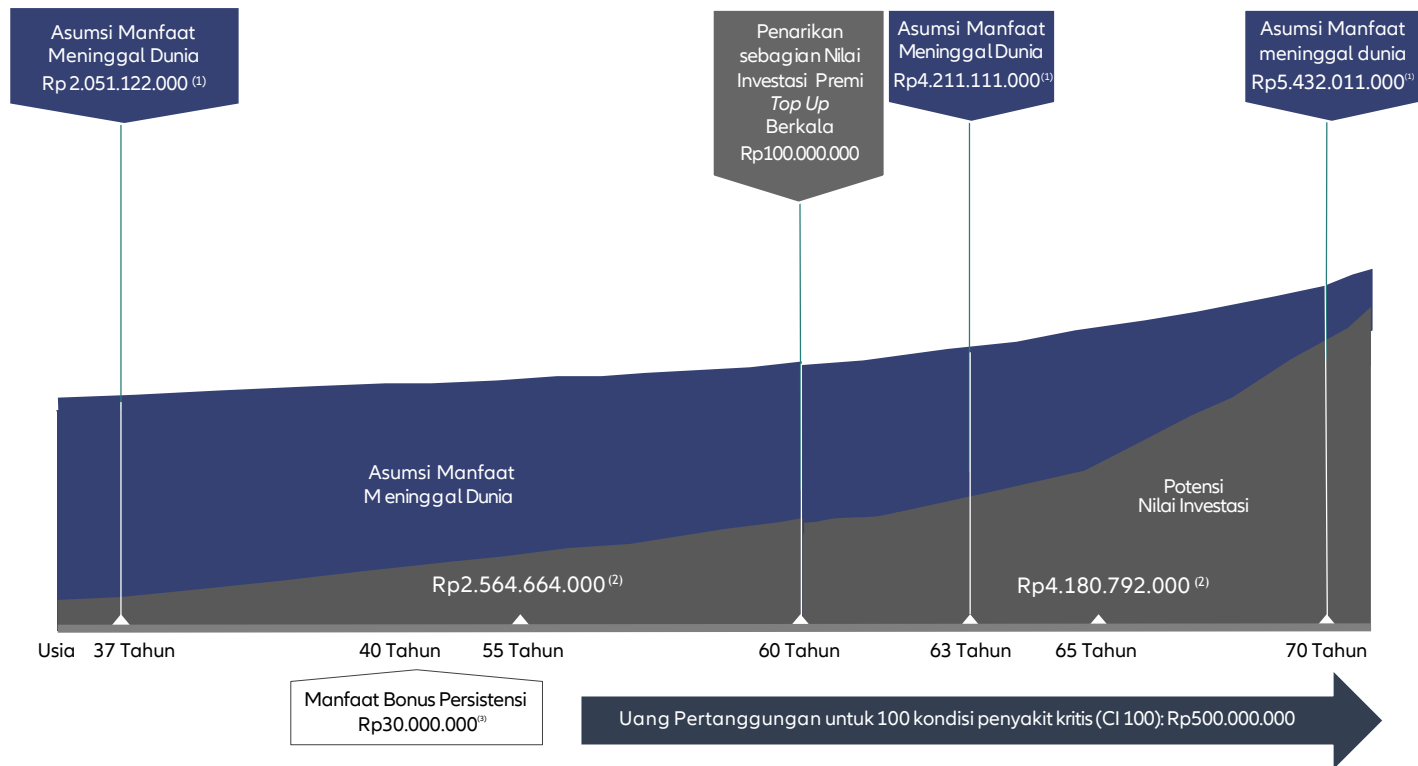 Asumsi Manfaat
Meninggal Dunia
Rp 2.051.122.000 (1)
Penarikan
sebagian Nilai
Investasi Premi
Top Up
Berkala
Rp100.000.000
Asumsi Manfaat
Meninggal Dunia
Rp4.211.111.000(1)
Asumsi Manfaat
meninggal dunia
Rp5.432.011.000(1)
Asumsi Manfaat
Meninggal Dunia
Potensi
Nilai Investasi
Rp2.564.664.000 (2)
Rp4.180.792.000 (2)
Usia 37 Tahun 40 Tahun 55 Tahun 60 Tahun 63 Tahun 65 Tahun 70 Tahun
Manfaat Bonus Persistensi
Rp30.000.000(3)
Uang Pertanggungan untuk 100 kondisi penyakit kritis (CI 100): Rp500.000.000